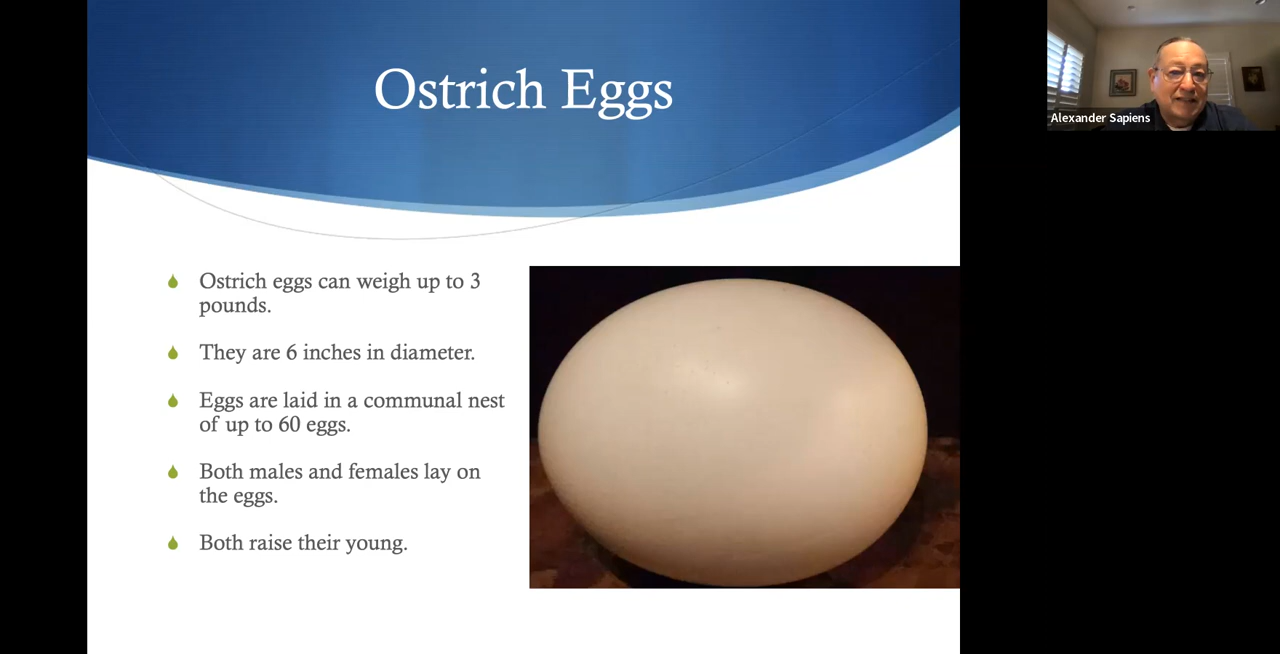 Ostrich Eggs
Alexander Sapiens
Ostrich eggs can weigh up to 3
pounds.
They are 6 inches in diameter.
Eggs are laid in a communal nest
of up to 60 eggs.
Both males and females lay on
the eggs.
Both raise their young.